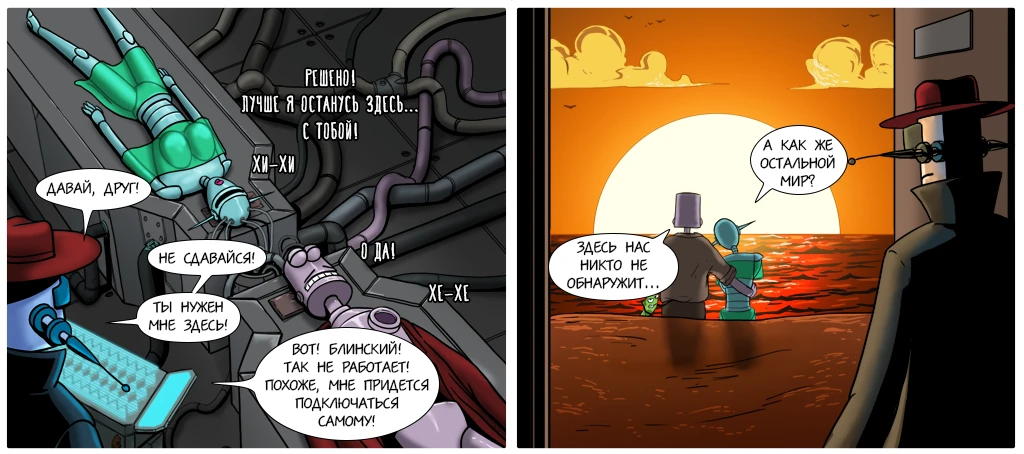 РЕШЕНО!
ЛУЧШЕ Я ОСТАНУСЬ ЗДЕСЬ...
С ТОБОЙ!
ХИ-ХИ
ДАВАЙ, ДРУГ!
НЕ СДАВАЙСЯ!
О ДА!
ТЫ НУЖЕН
МНЕ ЗДЕСЬ!
ХЕ-ХЕ
ВОТ! БЛИНСКИЙ!
ТАК НЕ РАБОТАЕТ!
ПОХОЖЕ, МНЕ ПРИДЕТСЯ
ПОДКЛЮЧАТЬСЯ
САМОМУ!
А КАК ЖЕ
ОСТАЛЬНОЙ
МИР?
ЗДЕСЬ НАС
НИКТО НЕ
ОБНАРУЖИТ...